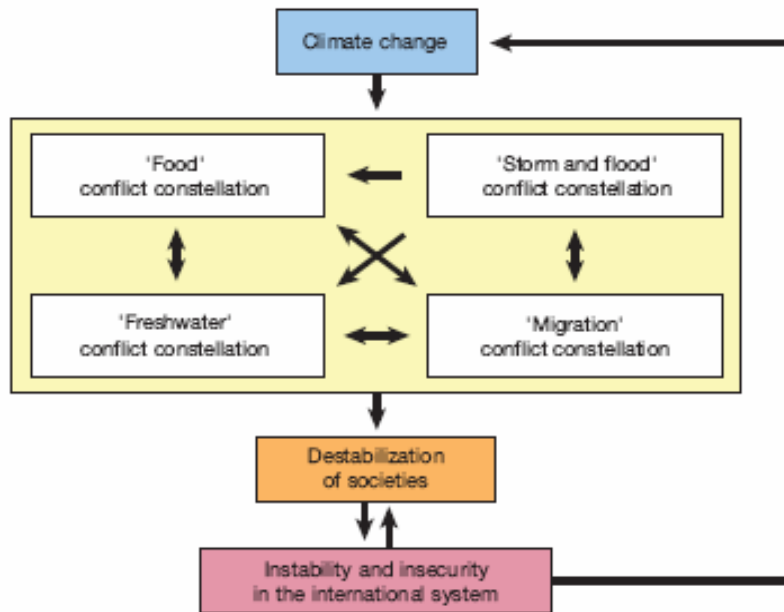 Climate change
'Food'
conflict constellation
'Storm and flood'
conflict constellation
'Freshwater'
conflict constellation
'Migration'
conflict constellation
Destabilization
of societies
Instability and insecurity
in the international system